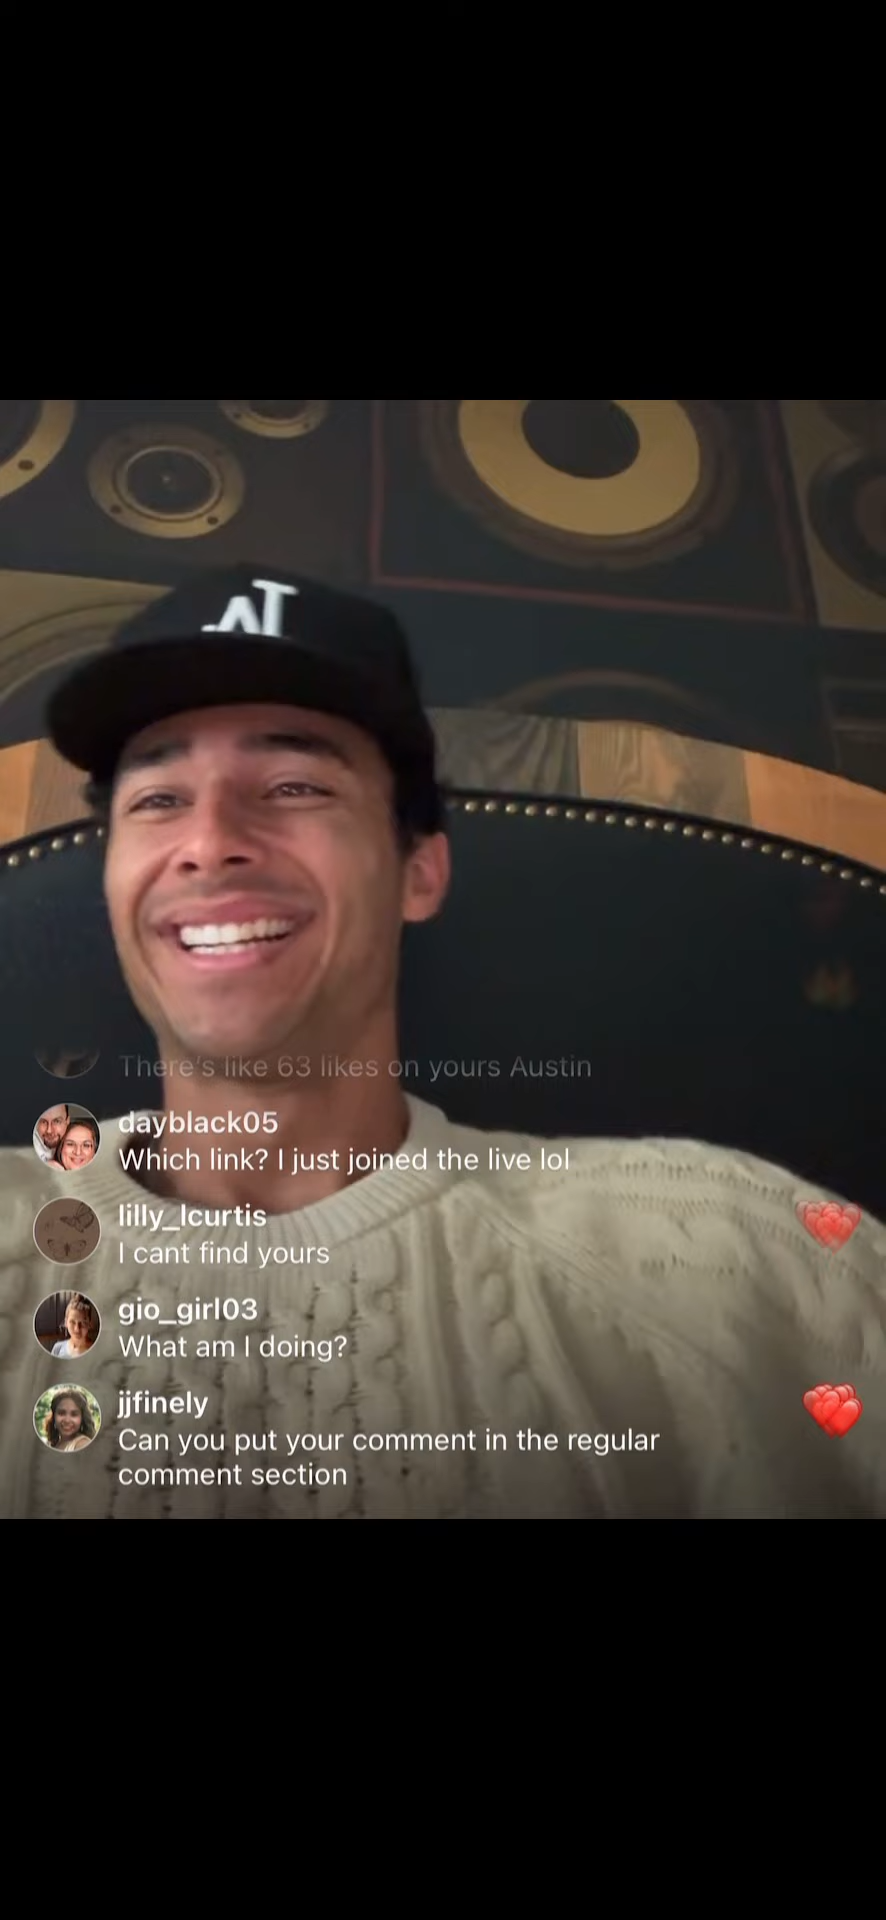 AT
There's like 63 likes on yours Austin
dayblack05
Which link? I just joined the live lol
lilly_lcurtis
I cant find yours
gio_girl03
What am I doing?
jjfinely
Can you put your comment in the regular
comment section